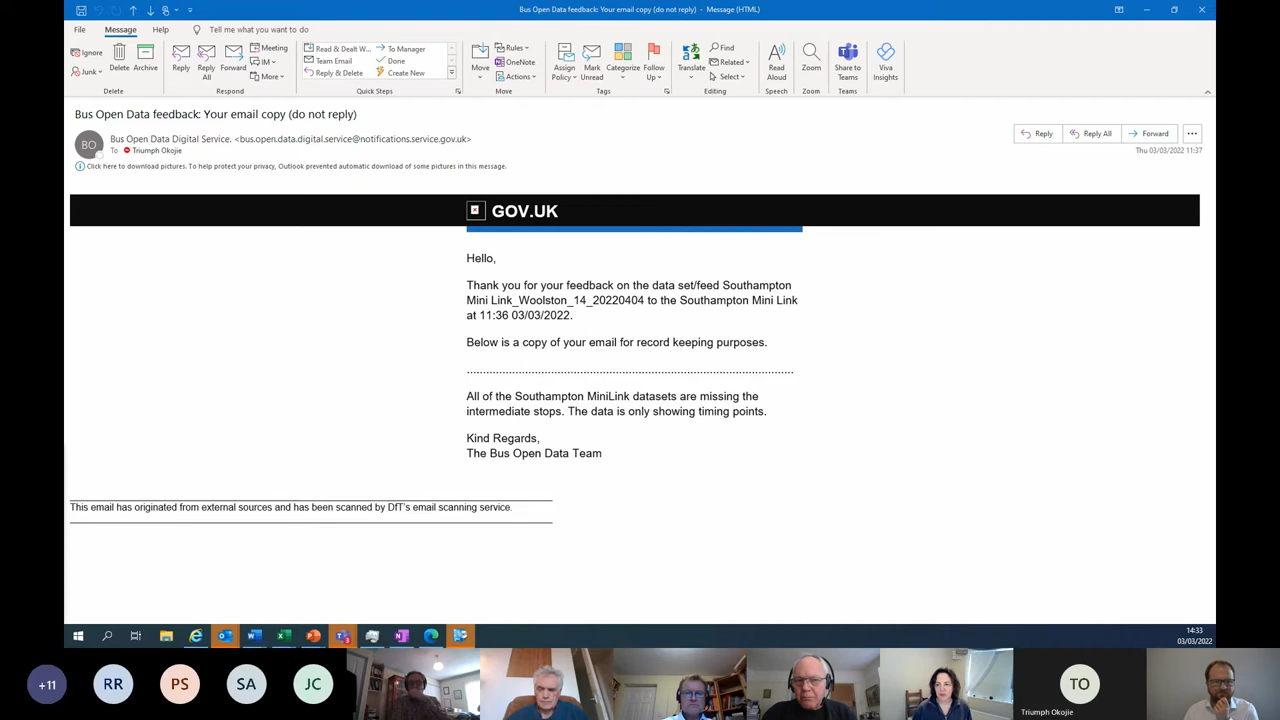 Bus Open Data feedback: Your email copy (do not reply) - Message (HTML)
File
Message
Help
Tell me what you want to do
Ignore
Junk
Delete
Archive
Delete
Reply
Reply All
Forward
Meeting
IM
More
Respond
Read & Dealt W...
Team Email
Reply & Delete
To Manager
Done
Create New
Quick Steps
Move
Rules
OneNote
Actions
Move
Assign Policy
Mark Unread
Categorize
Follow Up
Tags
Translate
Find
Related
Select
Editing
Read Aloud
Speech
Zoom
Zoom
Share to Teams
Teams
Viva Insights
Bus Open Data feedback: Your email copy (do not reply)
BO
Bus Open Data Digital Service. <bus.open.data.digital.service@notifications.service.gov.uk>
To Triumph Okojie
Reply
Reply All
Forward
Thu 03/03/2022 11:37
Click here to download pictures. To help protect your privacy, Outlook prevented automatic download of some pictures in this message.
GOV.UK
Hello,
Thank you for your feedback on the data set/feed Southampton
Mini Link_Woolston_14_20220404 to the Southampton Mini Link
at 11:36 03/03/2022.
Below is a copy of your email for record keeping purposes.
All of the Southampton MiniLink datasets are missing the
intermediate stops. The data is only showing timing points.
Kind Regards,
The Bus Open Data Team
This email has originated from external sources and has been scanned by DfT's email scanning service.
14:33
03/03/2022
+11
RR
PS
SA
JC
TO
Triumph Okojie